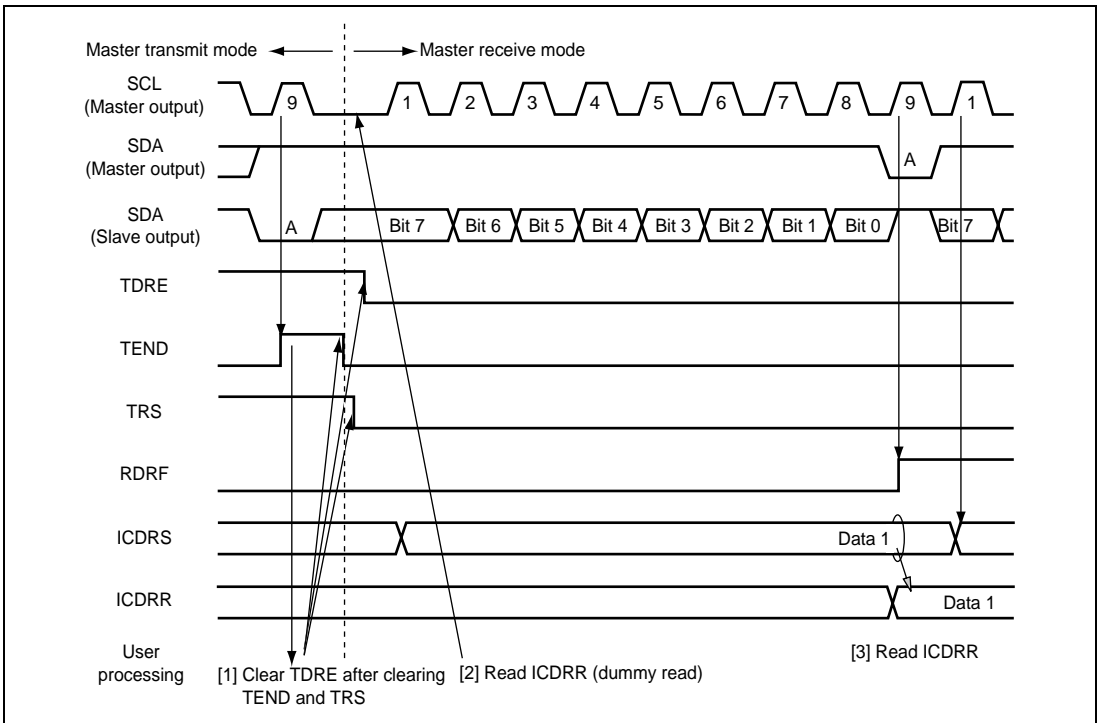 Master transmit mode
Master receive mode
SCL
(Master output)
9
1
2
3
4
5
6
7
8
9
1
SDA
(Master output)
A
SDA
(Slave output)
A
Bit 7
Bit 6
Bit 5
Bit 4
Bit 3
Bit 2
Bit 1
Bit 0
Bit 7
TDRE
TEND
TRS
RDRF
ICDRS
Data 1
ICDRR
Data 1
User
processing
[1] Clear TDRE after clearing
TEND and TRS
[2] Read ICDRR (dummy read)
[3] Read ICDRR